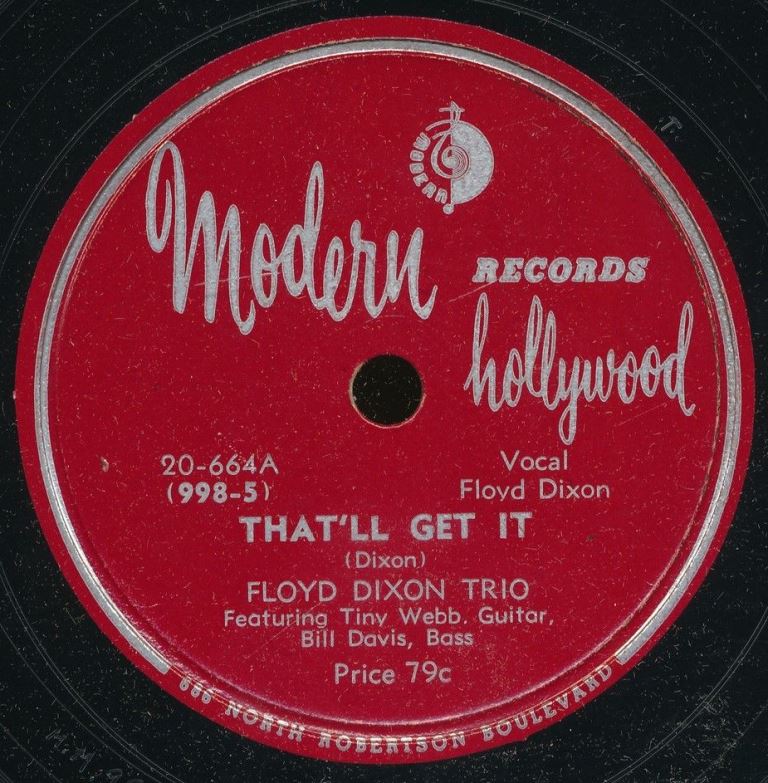 MODERN
Modern
RECORDS
hollywood
20-664A
(998-5)
Vocal
Floyd Dixon
THAT'LL GET IT
(Dixon)
FLOYD DIXON TRIO
Featuring Tiny Webb. Guitar,
Bill Davis, Bass
Price 79c
686 NORTH ROBERTSON BOULEVARD